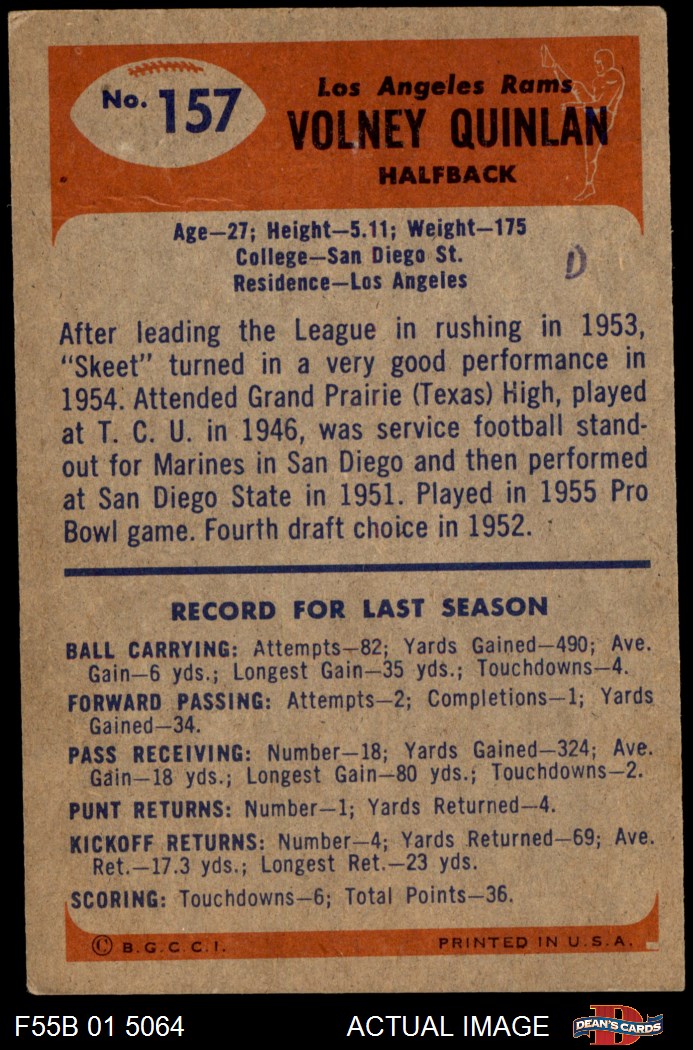 No. 157
Los Angeles Rams
VOLNEY QUINLAN
HALFBACK
Age—27; Height—5.11; Weight—175
College—San Diego St.
Residence—Los Angeles
D
After leading the League in rushing in 1953,
"Skeet" turned in a very good performance in
1954. Attended Grand Prairie (Texas) High, played
at T. C. U. in 1946, was service football stand-
out for Marines in San Diego and then performed
at San Diego State in 1951. Played in 1955 Pro
Bowl game. Fourth draft choice in 1952.
RECORD FOR LAST SEASON
BALL CARRYING: Attempts—82; Yards Gained—490; Ave.
Gain—6 yds.; Longest Gain—35 yds.; Touchdowns—4.
FORWARD PASSING: Attempts—2; Completions—1; Yards
Gained—34.
PASS RECEIVING: Number—18; Yards Gained—324; Ave.
Gain—18 yds.; Longest Gain—80 yds.; Touchdowns—2.
PUNT RETURNS: Number—1; Yards Returned—4.
KICKOFF RETURNS: Number—4; Yards Returned—69; Ave.
Ret.—17.3 yds.; Longest Ret.—23 yds.
SCORING: Touchdowns—6; Total Points—36.
© B.G.C.C.I. PRINTED IN U.S.A.
F55B 01 5064 ACTUAL IMAGE D DEAN'S CARDS